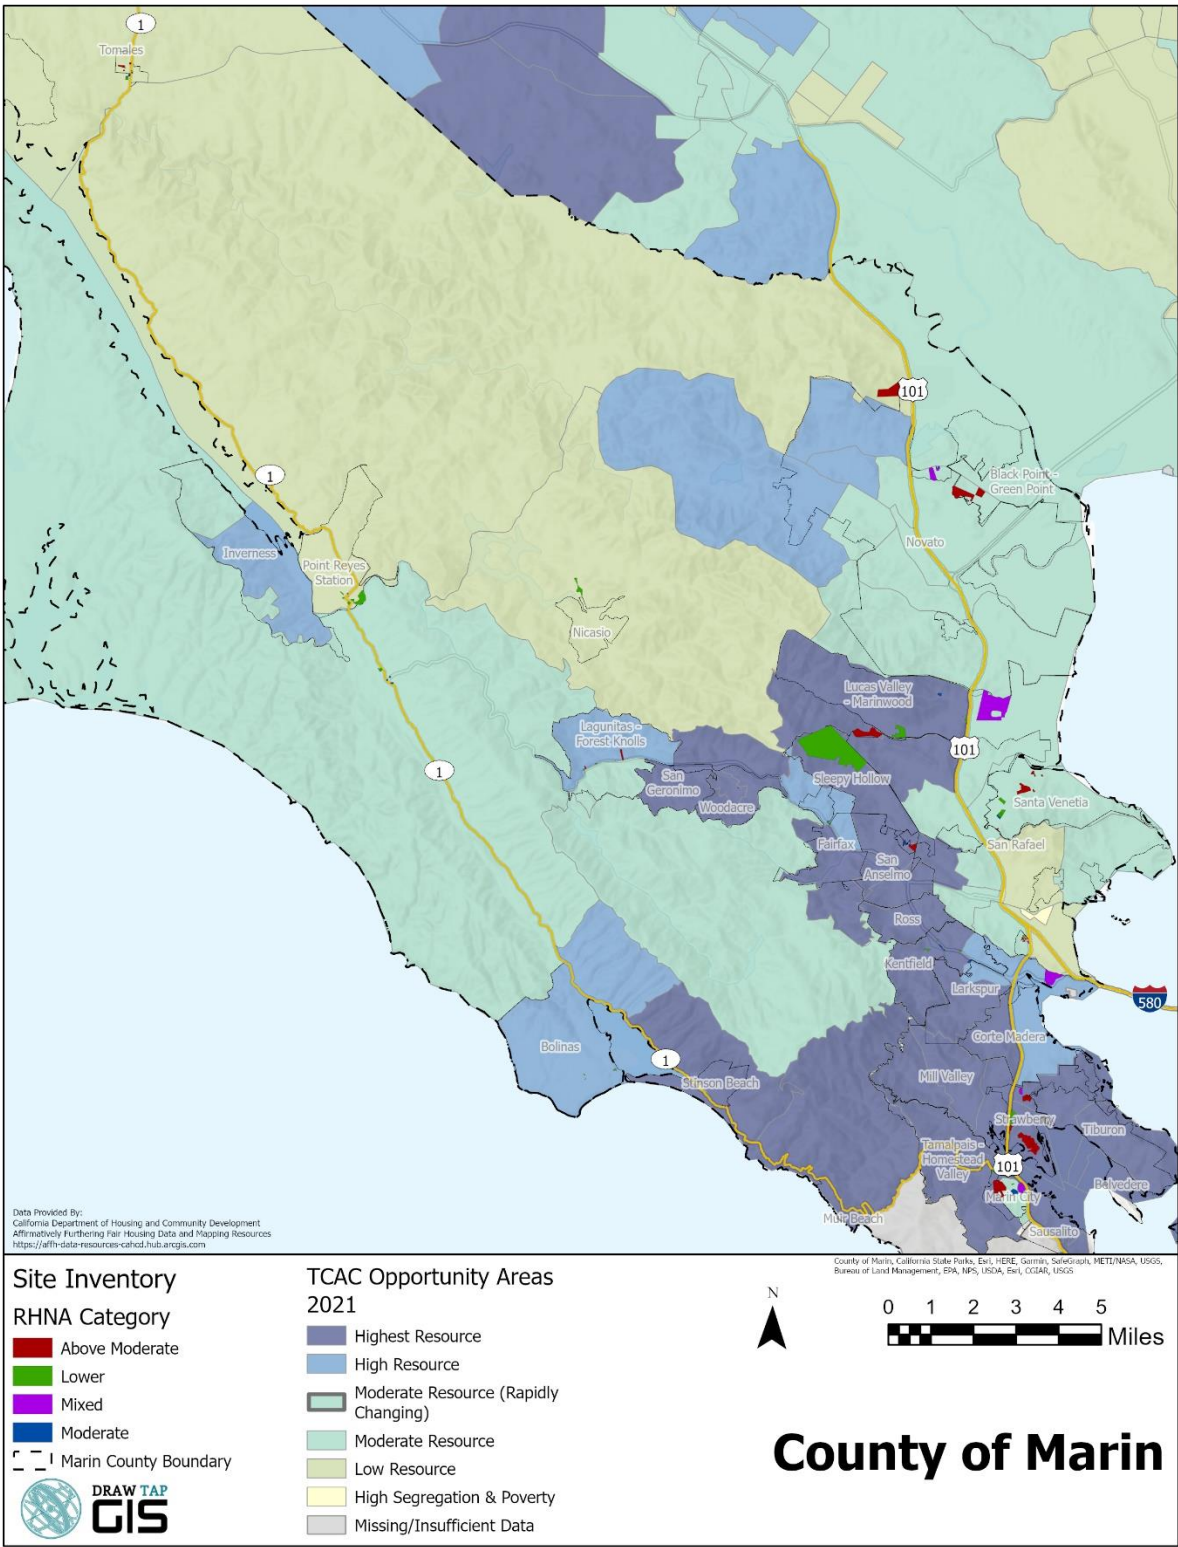 1
Tomales
101
Black Point -
Green Point
1
Inverness
Point Reyes
Station
Novato
Nicasio
Lucas Valley
- Marinwood
Lagunitas -
Forest Knolls
101
1
San
Geronimo
Sleepy Hollow
Woodacre
Santa Venetia
Fairfax
San Rafael
San
Anselmo
Ross
Kentfield
Larkspur
580
Corte Madera
Bolinas
1
Stinson Beach
Mill Valley
Strawberry
Tiburon
Tamalpais -
Homestead
Valley
101
Belvedere
Marin City
Muir Beach
Sausalito
Data Provided By:
California Department of Housing and Community Development
Affirmatively Furthering Fair Housing Data and Mapping Resources
https://affh-data-resources-cahcd.hub.arcgis.com
County of Marin, California State Parks, Esri, HERE, Garmin, SafeGraph, METI/NASA, USGS,
Bureau of Land Management, EPA, NPS, USDA, Esri, CGIAR, USGS
Site Inventory
RHNA Category
Above Moderate
Lower
Mixed
Moderate
Marin County Boundary
DRAW TAP
GIS
TCAC Opportunity Areas
2021
Highest Resource
High Resource
Moderate Resource (Rapidly
Changing)
Moderate Resource
Low Resource
High Segregation & Poverty
Missing/Insufficient Data
N
0 1 2 3 4 5
Miles
County of Marin